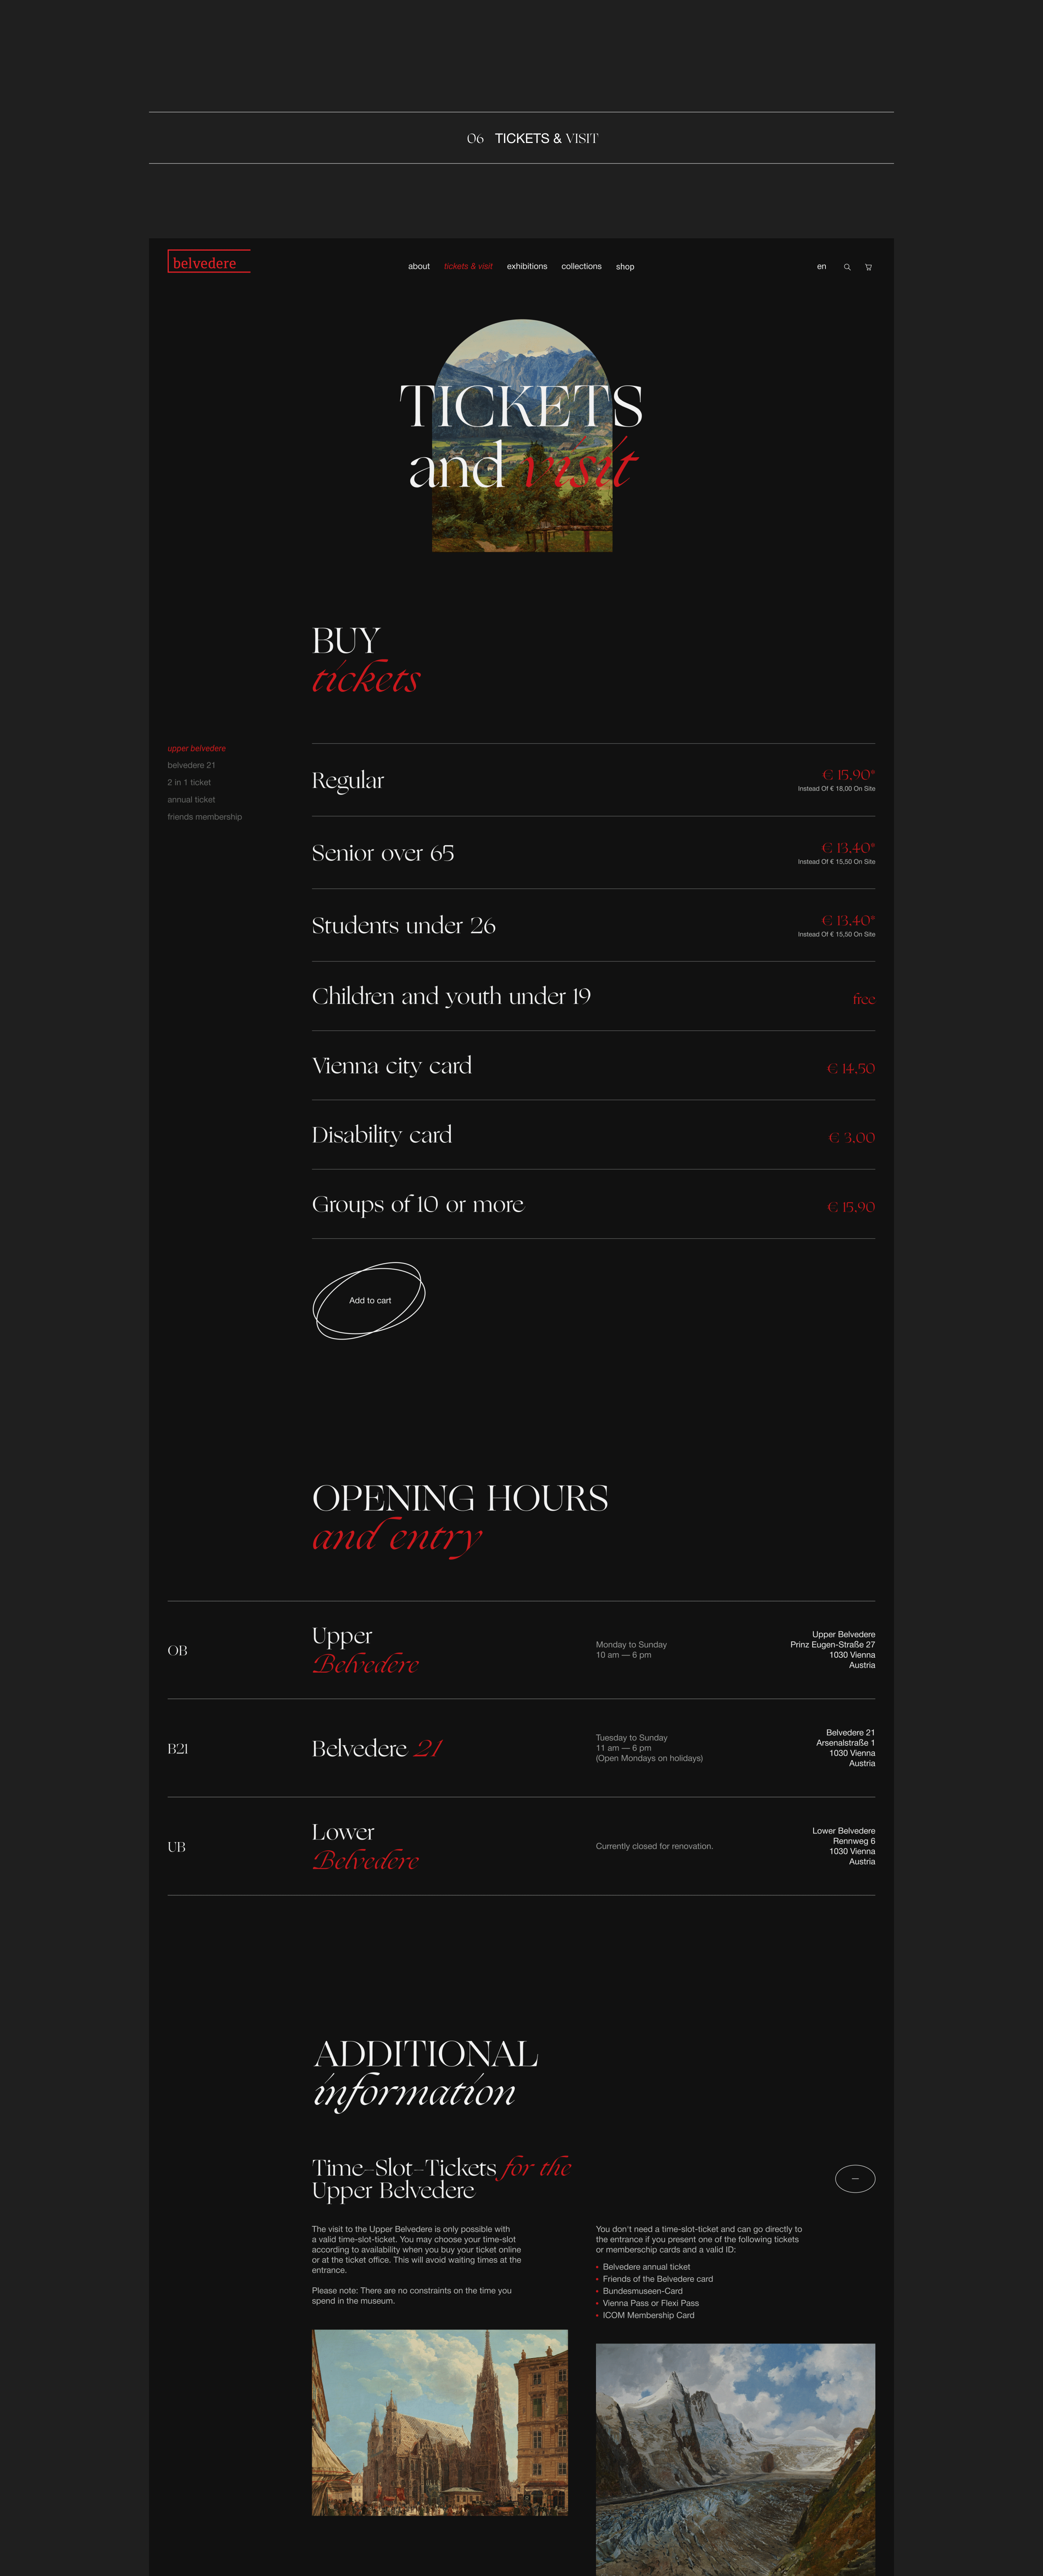 06 TICKETS & VISIT
belvedere
about tickets & visit exhibitions collections shop
en
TICKETS
and visit
BUY
tickets
upper belvedere
belvedere 21
2 in 1 ticket
annual ticket
friends membership
Regular
€ 15,90*
Instead Of € 18,00 On Site
Senior over 65
€ 13,40*
Instead Of € 15,50 On Site
Students under 26
€ 13,40*
Instead Of € 15,50 On Site
Children and youth under 19
free
Vienna city card
€ 14,50
Disability card
€ 3,00
Groups of 10 or more
€ 15,90
Add to cart
OPENING HOURS
and entry
OB
Upper
Belvedere
Monday to Sunday
10 am — 6 pm
Upper Belvedere
Prinz Eugen-Straße 27
1030 Vienna
Austria
B21
Belvedere 21
Tuesday to Sunday
11 am — 6 pm
(Open Mondays on holidays)
Belvedere 21
Arsenalstraße 1
1030 Vienna
Austria
UB
Lower
Belvedere
Currently closed for renovation.
Lower Belvedere
Rennweg 6
1030 Vienna
Austria
ADDITIONAL
information
Time-Slot-Tickets for the
Upper Belvedere
The visit to the Upper Belvedere is only possible with
a valid time-slot-ticket. You may choose your time-slot
according to availability when you buy your ticket online
or at the ticket office. This will avoid waiting times at the
entrance.
Please note: There are no constraints on the time you
spend in the museum.
You don't need a time-slot-ticket and can go directly to
the entrance if you present one of the following tickets
or memberschip cards and a valid ID:
Belvedere annual ticket
Friends of the Belvedere card
Bundesmuseen-Card
Vienna Pass or Flexi Pass
ICOM Membership Card